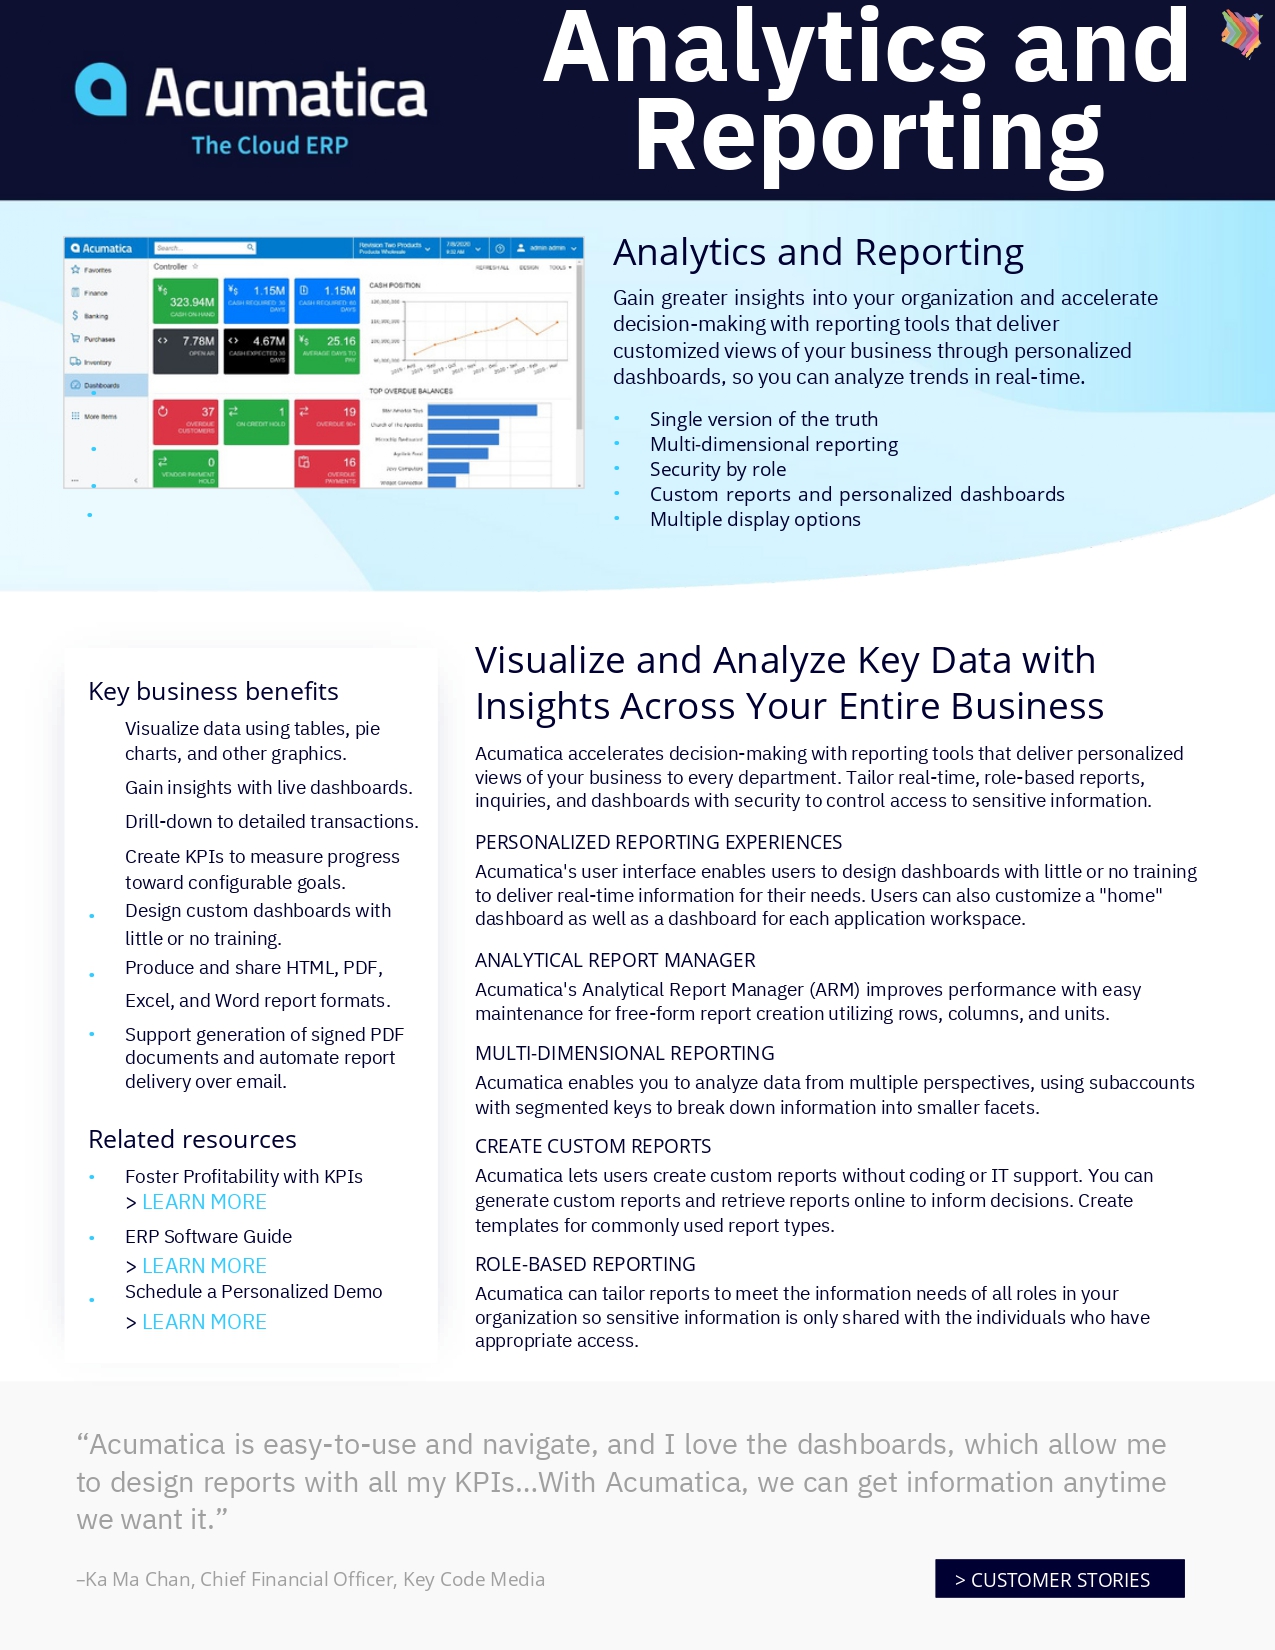 Analytics and
Reporting
Acumatica
The Cloud ERP
Acumatica
Search...
Revision Two Products
Products Wholesale
7/8/2020
admin admin
Favorites
Finance
Banking
Purchases
Inventory
Dashboards
More Items
Controller
REFRESH ALL DESIGN TOOLS
323.94M
CASH ON HAND
1.15M
CASH REQUIRED 30
DAYS
1.15M
CASH REQUIRED 60
DAYS
7.78M
OPEN AR
4.67M
CASH EXPECTED 30
DAYS
25.16
AVERAGE DAYS TO
PAY
37
OVERDUE
CUSTOMERS
1
ON CREDIT HOLD
19
OVERDUE 90+
0
VENDOR PAYMENT
HOLD
16
OVERDUE
PAYMENTS
CASH POSITION
TOP OVERDUE BALANCES
Church of The Apostles
Jevy Computers
Widget Connection
Analytics and Reporting
Gain greater insights into your organization and accelerate
decision-making with reporting tools that deliver
customized views of your business through personalized
dashboards, so you can analyze trends in real-time.
• Single version of the truth
• Multi-dimensional reporting
• Security by role
• Custom reports and personalized dashboards
• Multiple display options
Key business benefits
Visualize data using tables, pie
charts, and other graphics.
Gain insights with live dashboards.
Drill-down to detailed transactions.
Create KPIs to measure progress
toward configurable goals.
• Design custom dashboards with
little or no training.
• Produce and share HTML, PDF,
Excel, and Word report formats.
• Support generation of signed PDF
documents and automate report
delivery over email.
Related resources
• Foster Profitability with KPIs
> LEARN MORE
• ERP Software Guide
> LEARN MORE
• Schedule a Personalized Demo
> LEARN MORE
Visualize and Analyze Key Data with
Insights Across Your Entire Business
Acumatica accelerates decision-making with reporting tools that deliver personalized
views of your business to every department. Tailor real-time, role-based reports,
inquiries, and dashboards with security to control access to sensitive information.
PERSONALIZED REPORTING EXPERIENCES
Acumatica's user interface enables users to design dashboards with little or no training
to deliver real-time information for their needs. Users can also customize a "home"
dashboard as well as a dashboard for each application workspace.
ANALYTICAL REPORT MANAGER
Acumatica's Analytical Report Manager (ARM) improves performance with easy
maintenance for free-form report creation utilizing rows, columns, and units.
MULTI-DIMENSIONAL REPORTING
Acumatica enables you to analyze data from multiple perspectives, using subaccounts
with segmented keys to break down information into smaller facets.
CREATE CUSTOM REPORTS
Acumatica lets users create custom reports without coding or IT support. You can
generate custom reports and retrieve reports online to inform decisions. Create
templates for commonly used report types.
ROLE-BASED REPORTING
Acumatica can tailor reports to meet the information needs of all roles in your
organization so sensitive information is only shared with the individuals who have
appropriate access.
“Acumatica is easy-to-use and navigate, and I love the dashboards, which allow me
to design reports with all my KPIs...With Acumatica, we can get information anytime
we want it.”
–Ka Ma Chan, Chief Financial Officer, Key Code Media
> CUSTOMER STORIES